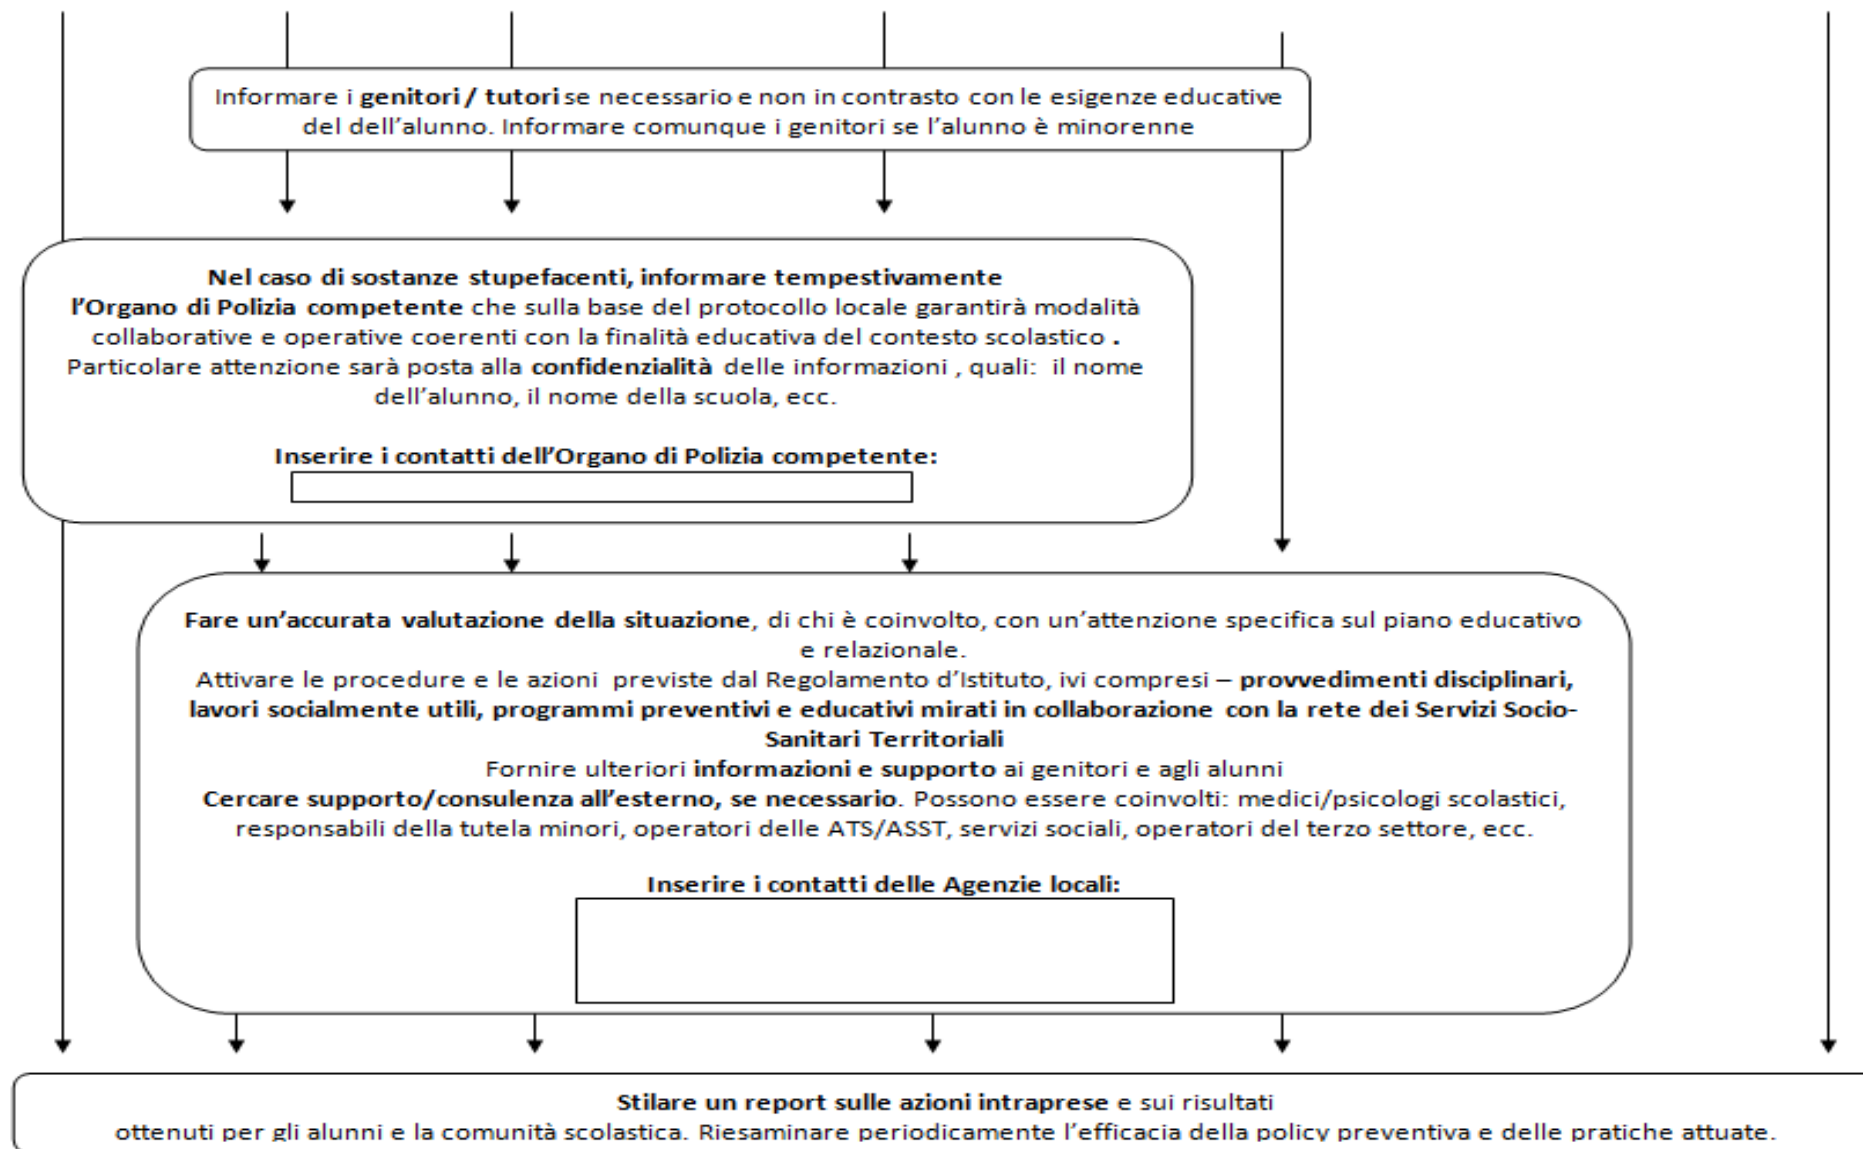 Informare i genitori / tutori se necessario e non in contrasto con le esigenze educative
del dell’alunno. Informare comunque i genitori se l’alunno è minorenne
Nel caso di sostanze stupefacenti, informare tempestivamente
l’Organo di Polizia competente che sulla base del protocollo locale garantirà modalità
collaborative e operative coerenti con la finalità educativa del contesto scolastico .
Particolare attenzione sarà posta alla confidenzialità delle informazioni , quali: il nome
dell’alunno, il nome della scuola, ecc.
Inserire i contatti dell’Organo di Polizia competente:
Fare un’accurata valutazione della situazione, di chi è coinvolto, con un’attenzione specifica sul piano educativo
e relazionale.
Attivare le procedure e le azioni previste dal Regolamento d’Istituto, ivi compresi – provvedimenti disciplinari,
lavori socialmente utili, programmi preventivi e educativi mirati in collaborazione con la rete dei Servizi Socio-
Sanitari Territoriali
Fornire ulteriori informazioni e supporto ai genitori e agli alunni
Cercare supporto/consulenza all’esterno, se necessario. Possono essere coinvolti: medici/psicologi scolastici,
responsabili della tutela minori, operatori delle ATS/ASST, servizi sociali, operatori del terzo settore, ecc.
Inserire i contatti delle Agenzie locali:
Stilare un report sulle azioni intraprese e sui risultati
ottenuti per gli alunni e la comunità scolastica. Riesaminare periodicamente l’efficacia della policy preventiva e delle pratiche attuate.